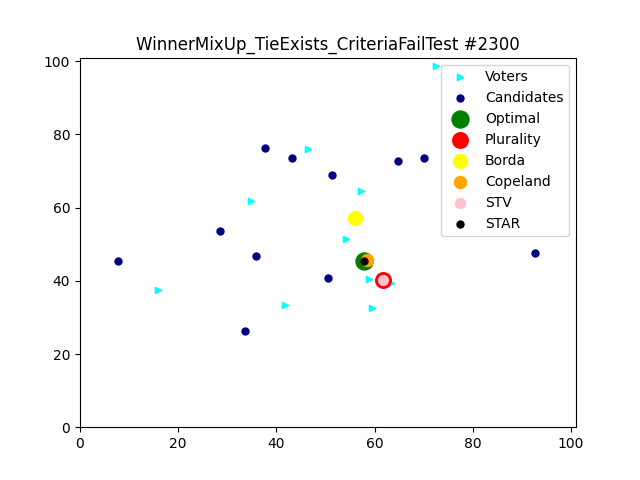 WinnerMixUp_TieExists_CriteriaFailTest #2300
100
80
60
40
20
0
0
20
40
60
80
100
Voters
Candidates
Optimal
Plurality
Borda
Copeland
STV
STAR